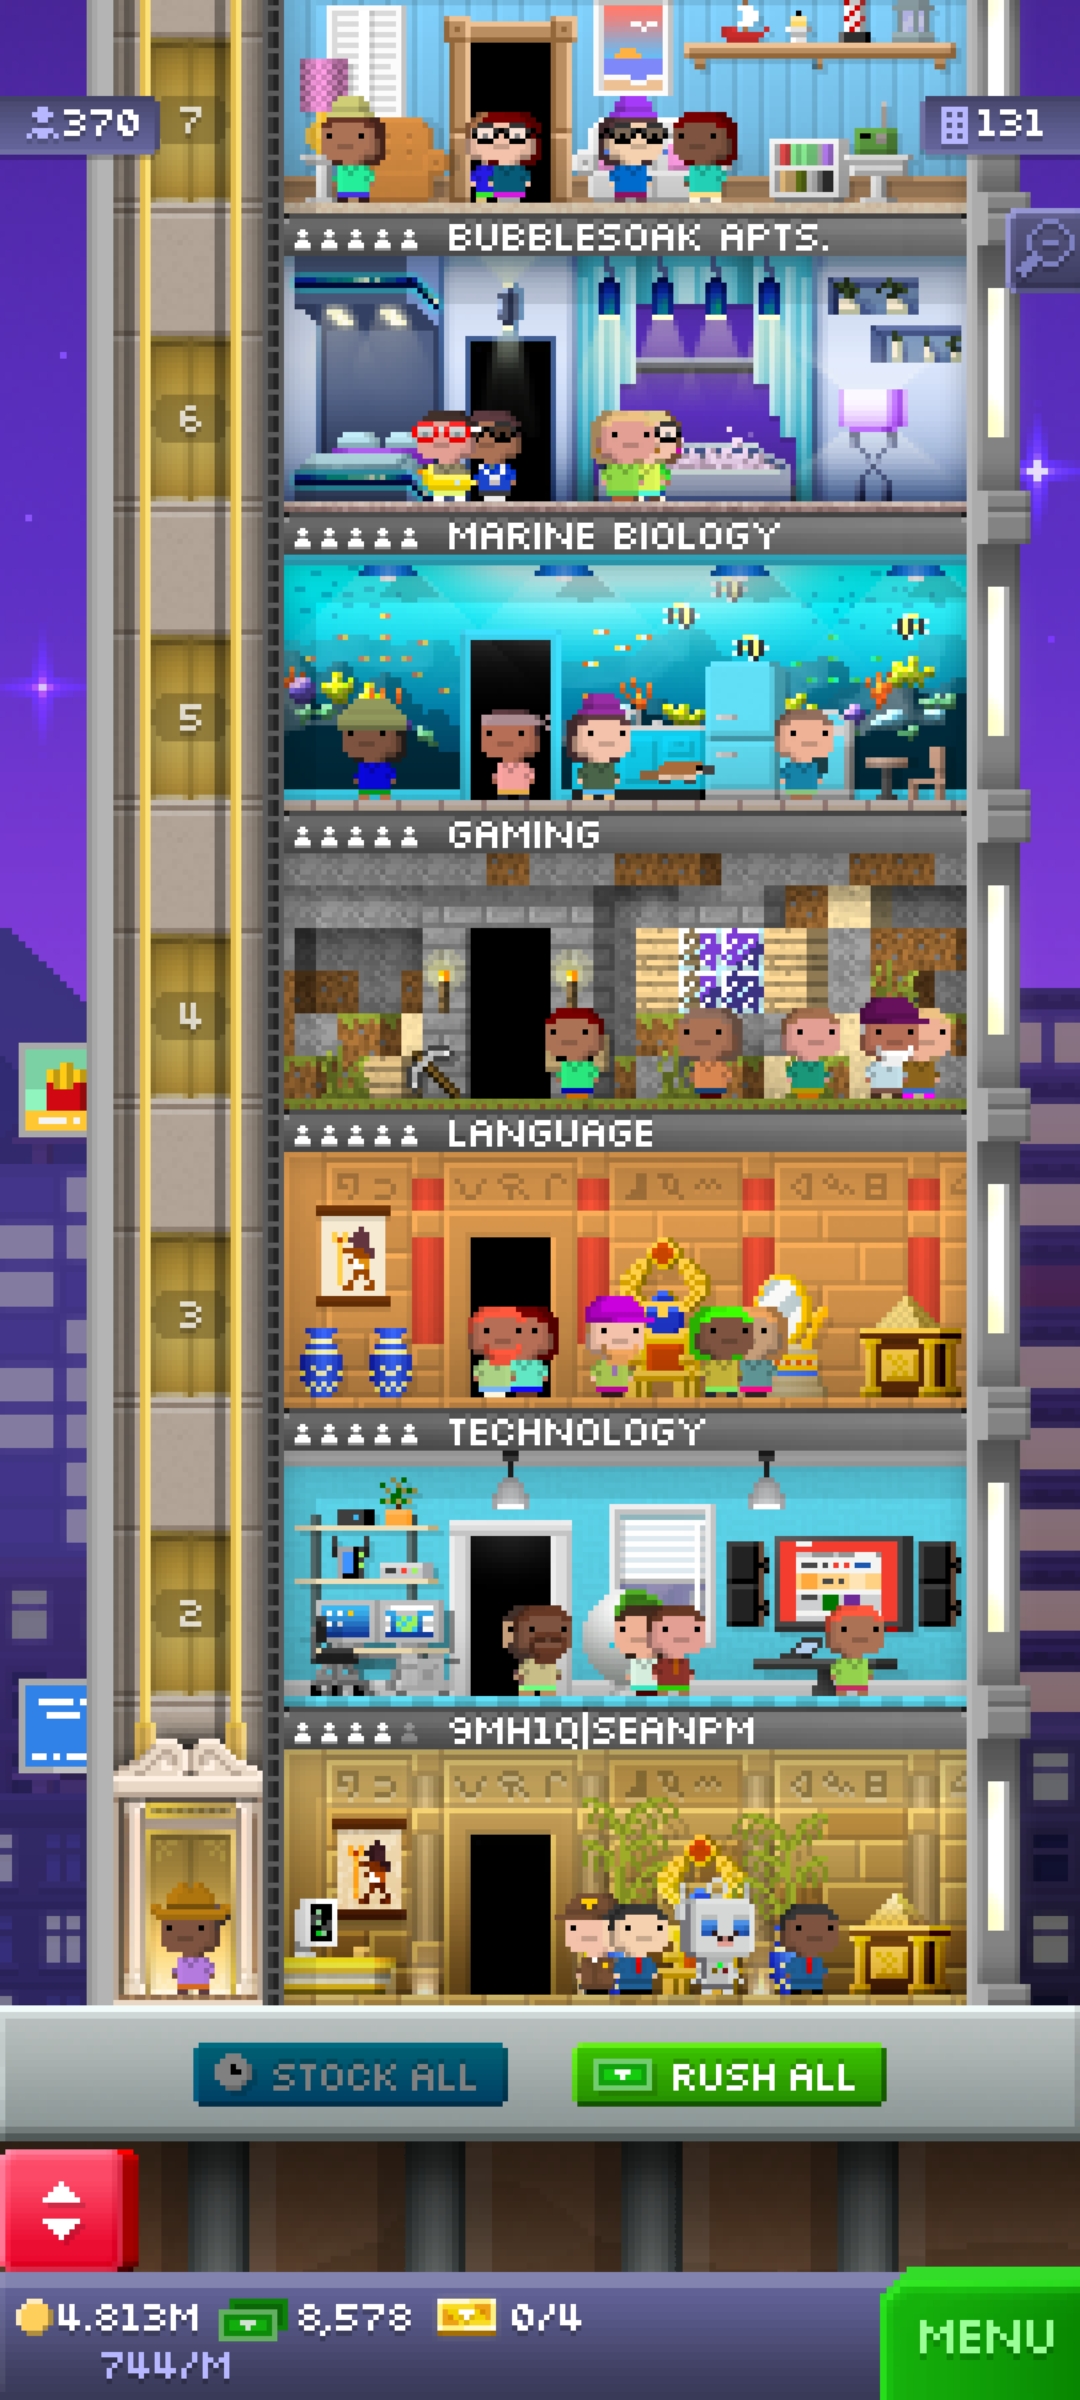 370
7
131
BUBBLESOAK APTS.
6
MARINE BIOLOGY
5
GAMING
4
LANGUAGE
3
TECHNOLOGY
2
9MH1Q|SEANPM
STOCK ALL
RUSH ALL
4.813M
8,578
0/4
744/M
MENU